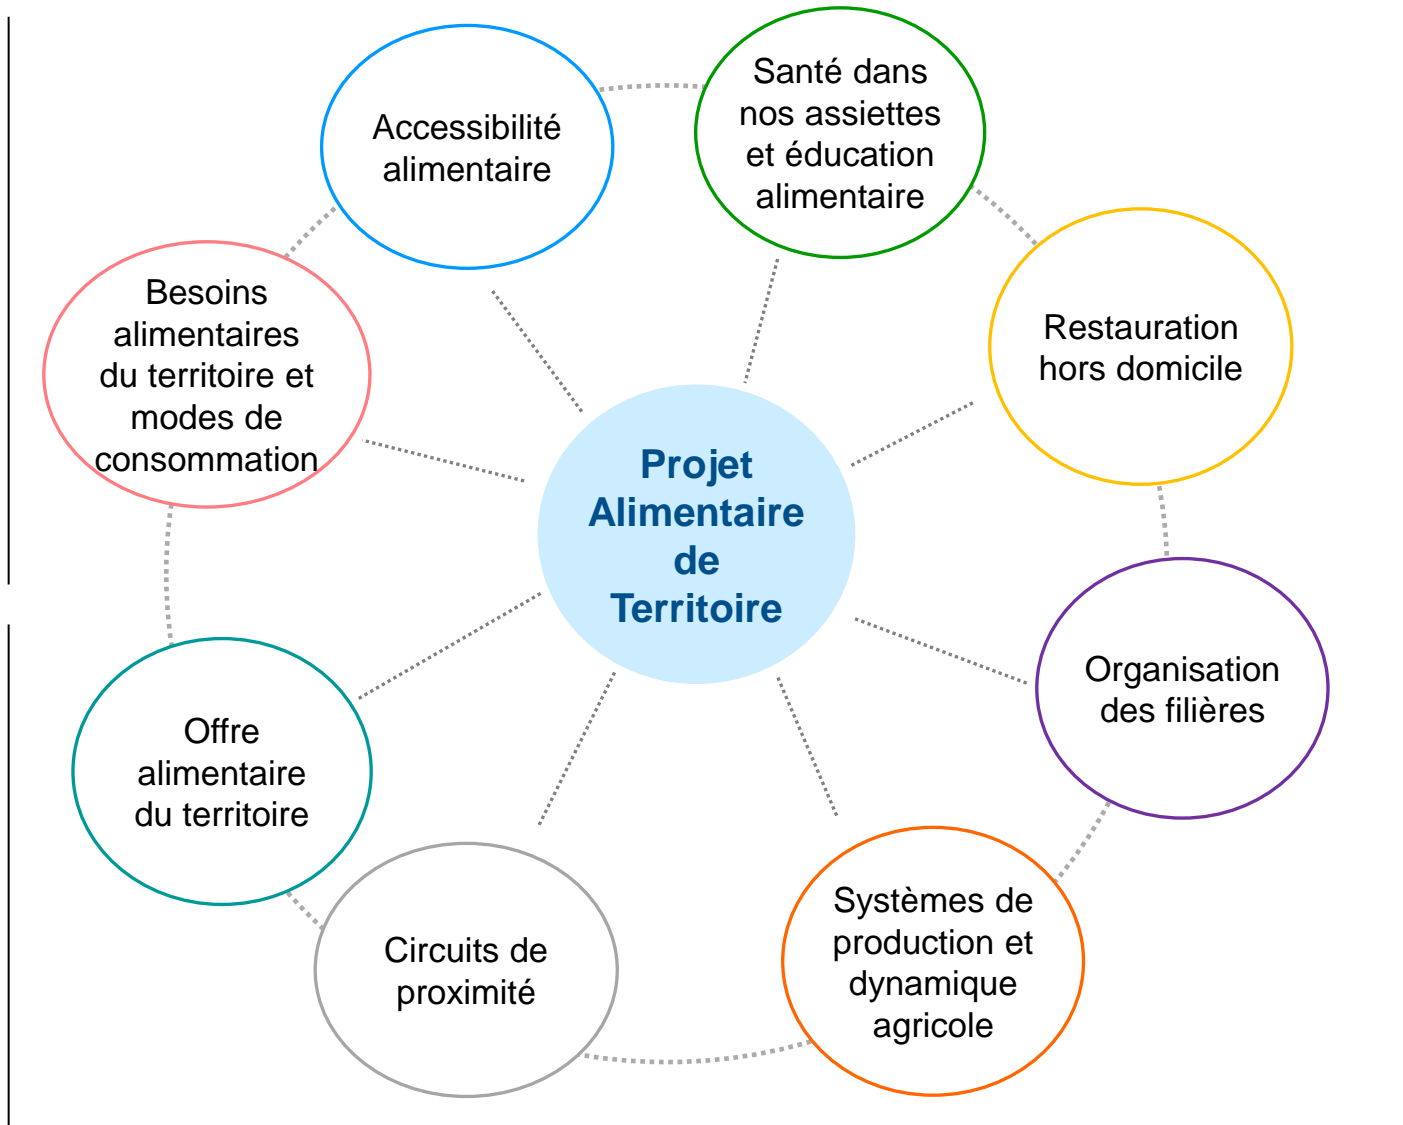 Accessibilité
alimentaire
Santé dans
nos assiettes
et éducation
alimentaire
Restauration
hors domicile
Besoins
alimentaires
du territoire et
modes de
consommation
Projet
Alimentaire
de
Territoire
Organisation
des filières
Offre
alimentaire
du territoire
Systèmes de
production et
dynamique
agricole
Circuits de
proximité